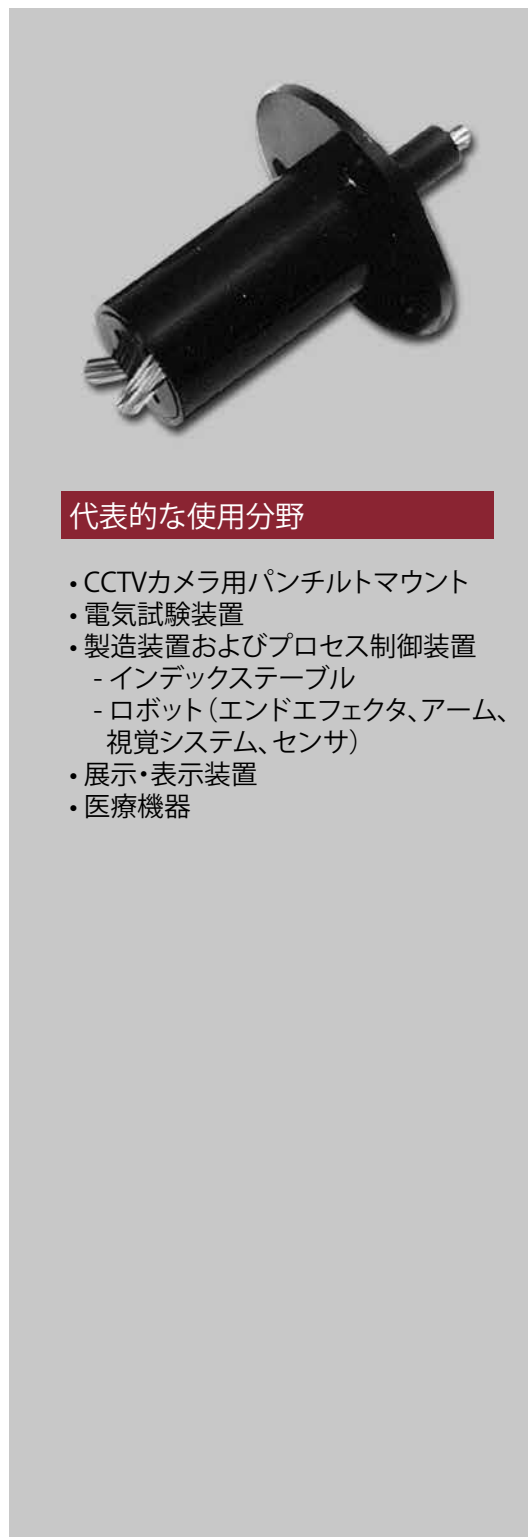 代表的な使用分野
• CCTVカメラ用パンチルトマウント
• 電気試験装置
• 製造装置およびプロセス制御装置
- インデックステーブル
- ロボット（エンドエフェクタ、アーム、
視覚システム、センサ）
• 展示・表示装置
• 医療機器